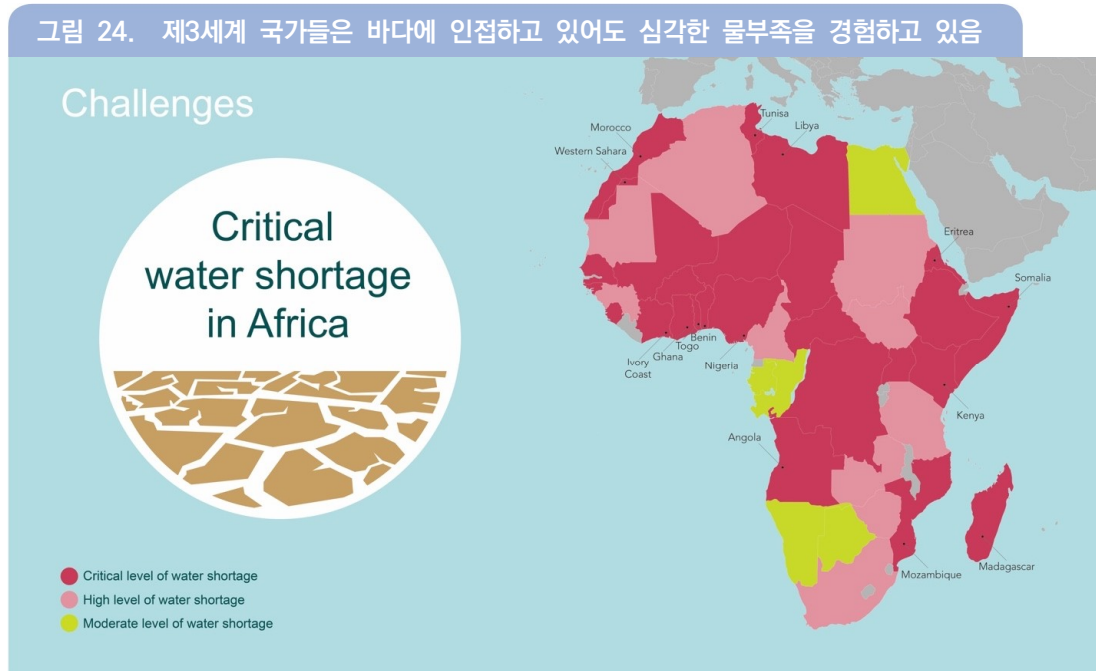 그림 24. 제3세계 국가들은 바다에 인접하고 있어도 심각한 물부족을 경험하고 있음
Challenges
Critical
water shortage
in Africa
Critical level of water shortage
High level of water shortage
Moderate level of water shortage
Tunisa
Libya
Morocco
Western Sahara
Eritrea
Somalia
Benin
Togo
Ghana
Ivory
Coast
Nigeria
Kenya
Angola
Madagascar
Mozambique